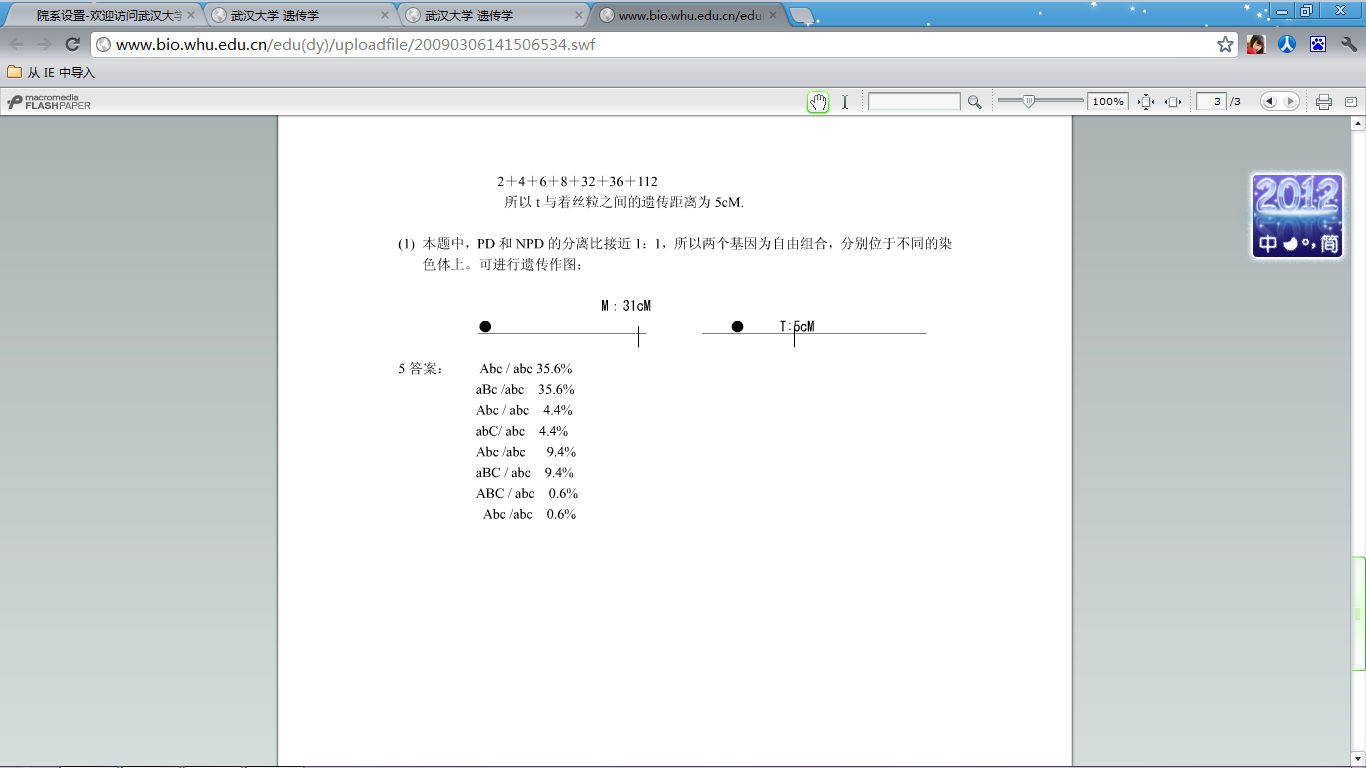 院系设置-欢迎访问武汉大学
武汉大学 遗传学
武汉大学 遗传学
www.bio.whu.edu.cn/edu
www.bio.whu.edu.cn/edu(dy)/uploadfile/20090306141506534.swf
从 IE 中导入
macromedia
FLASHPAPER
100%
3 /3
2012
中 简
2＋4＋6＋8＋32＋36＋112
所以 t 与着丝粒之间的遗传距离为 5cM.
(1) 本题中，PD 和 NPD 的分离比接近 1：1，所以两个基因为自由组合，分别位于不同的染
色体上。可进行遗传作图：
M：31cM
T:5cM
5 答案： Abc / abc 35.6%
aBc /abc 35.6%
Abc / abc 4.4%
abC/ abc 4.4%
Abc /abc 9.4%
aBC / abc 9.4%
ABC / abc 0.6%
Abc /abc 0.6%